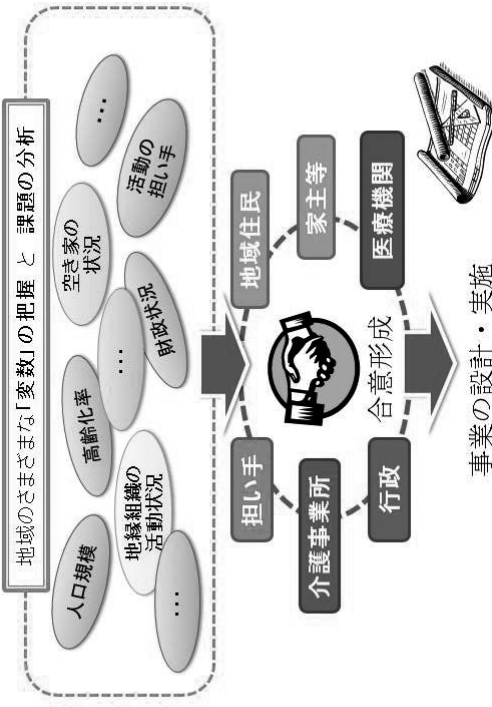 地域のさまざまな「変数」の把握 と 課題の分析
人口規模
高齢化率
空き家の
状況
…
地縁組織の
活動状況
…
活動の
担い手
…
財政状況
担い手
地域住民
介護事業所
家主等
行政
医療機関
合意形成
事業の設計・実施